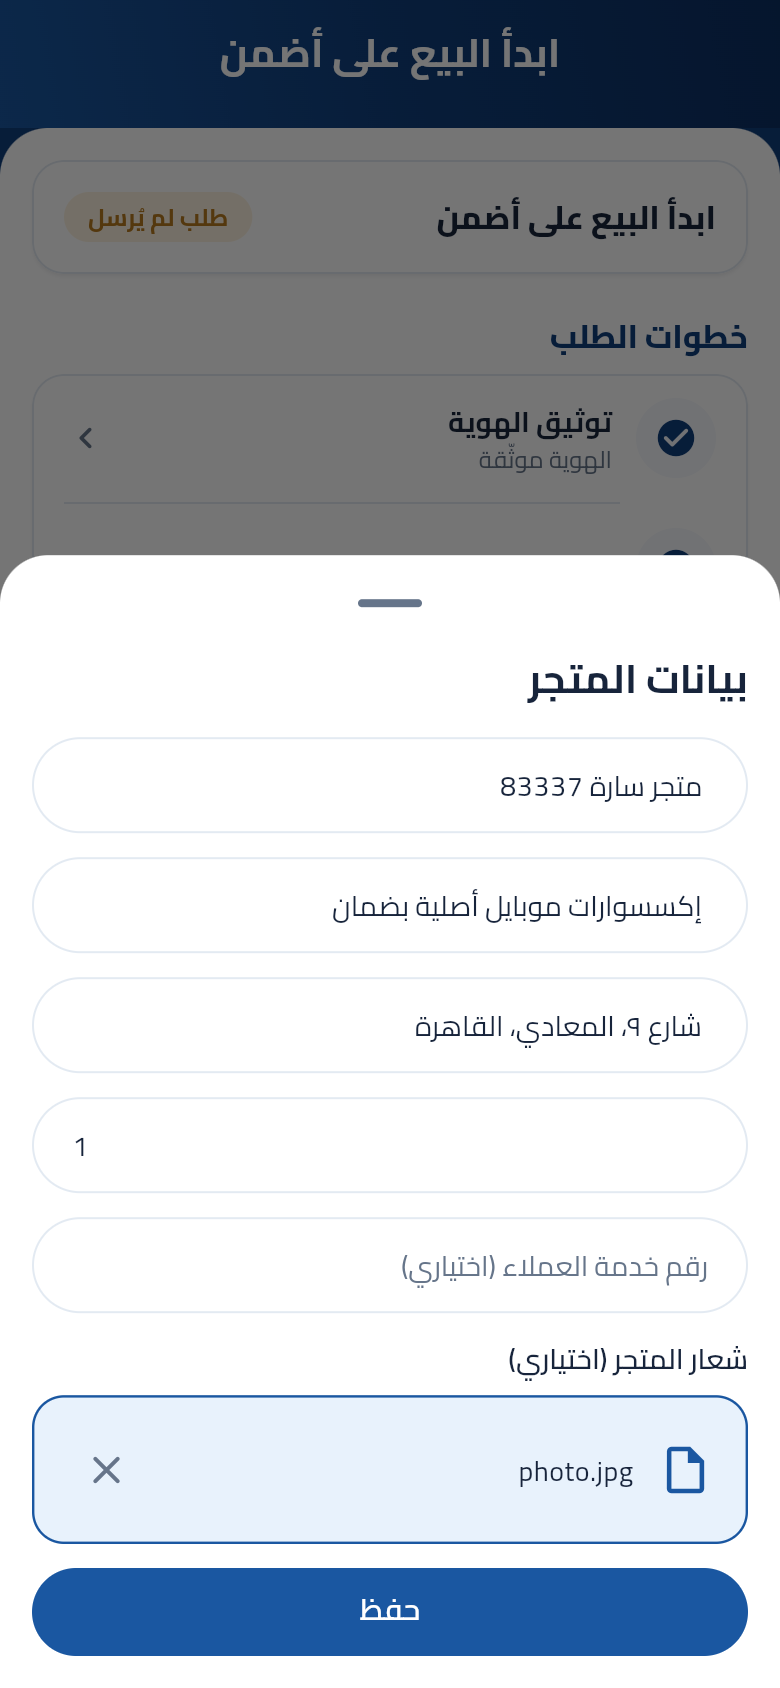 ابدأ البيع على أضمن
ابدأ البيع على أضمن
طلب لم يُرسل
خطوات الطلب
توثيق الهوية
الهوية موثّقة
بيانات المتجر
متجر سارة 83337
إكسسوارات موبايل أصلية بضمان
شارع ٩، المعادي، القاهرة
1
رقم خدمة العملاء (اختياري)
شعار المتجر (اختياري)
photo.jpg
حفظ